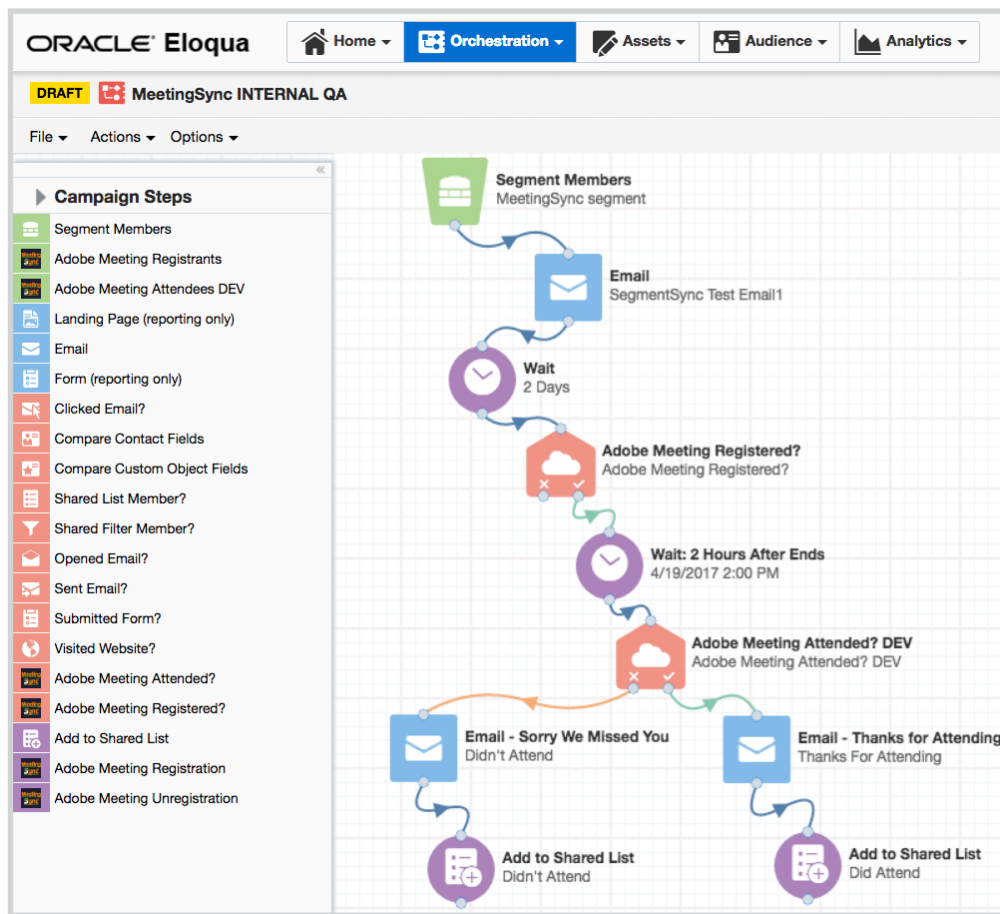 ORACLE Eloqua
Home
Orchestration
Assets
Audience
Analytics
DRAFT MeetingSync INTERNAL QA
File
Actions
Options
Campaign Steps
Segment Members
Adobe Meeting Registrants
Adobe Meeting Attendees DEV
Landing Page (reporting only)
Email
Form (reporting only)
Clicked Email?
Compare Contact Fields
Compare Custom Object Fields
Shared List Member?
Shared Filter Member?
Opened Email?
Sent Email?
Submitted Form?
Visited Website?
Adobe Meeting Attended?
Adobe Meeting Registered?
Add to Shared List
Adobe Meeting Registration
Adobe Meeting Unregistration
Segment Members
MeetingSync segment
Email
SegmentSync Test Email1
Wait
2 Days
Adobe Meeting Registered?
Adobe Meeting Registered?
Wait: 2 Hours After Ends
4/19/2017 2:00 PM
Adobe Meeting Attended? DEV
Adobe Meeting Attended? DEV
Email - Sorry We Missed You
Didn't Attend
Email - Thanks for Attending
Thanks For Attending
Add to Shared List
Didn't Attend
Add to Shared List
Did Attend